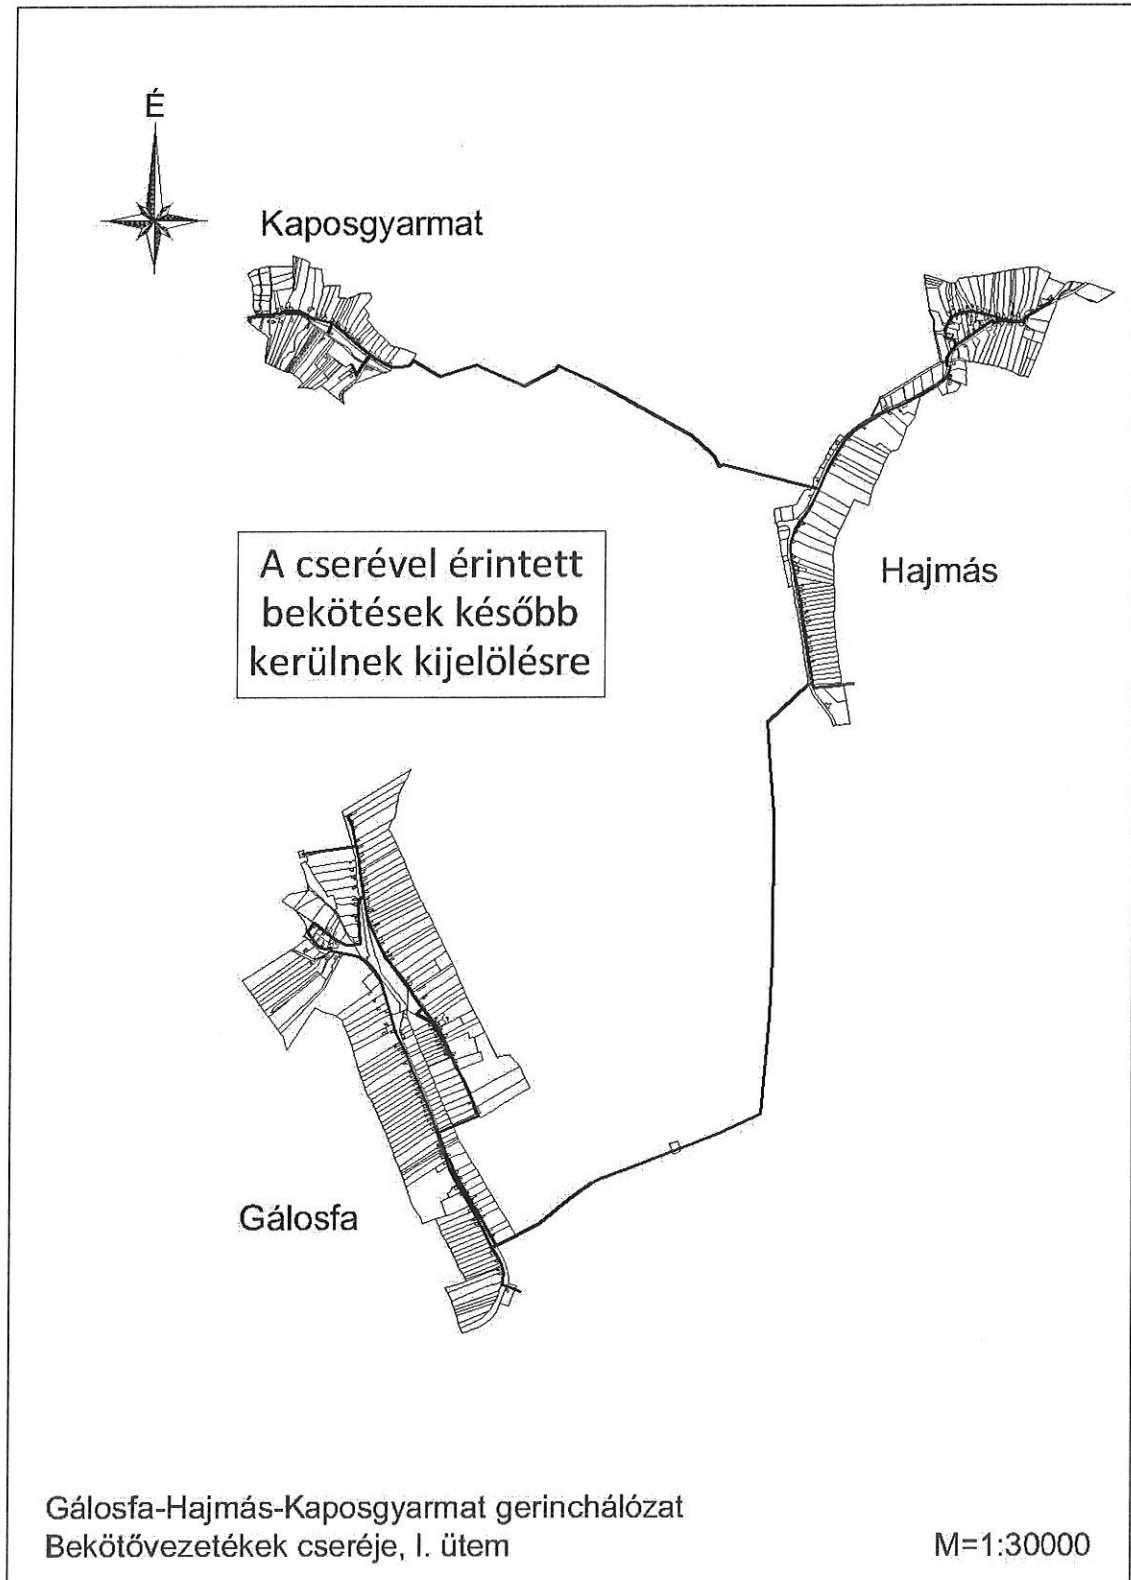 É
Kaposgyarmat
A cserével érintett
bekötések később
kerülnek kijelölésre
Hajmás
Gálosfa
Gálosfa-Hajmás-Kaposgyarmat gerinchálózat
Bekötővezetékek cseréje, I. ütem
M=1:30000